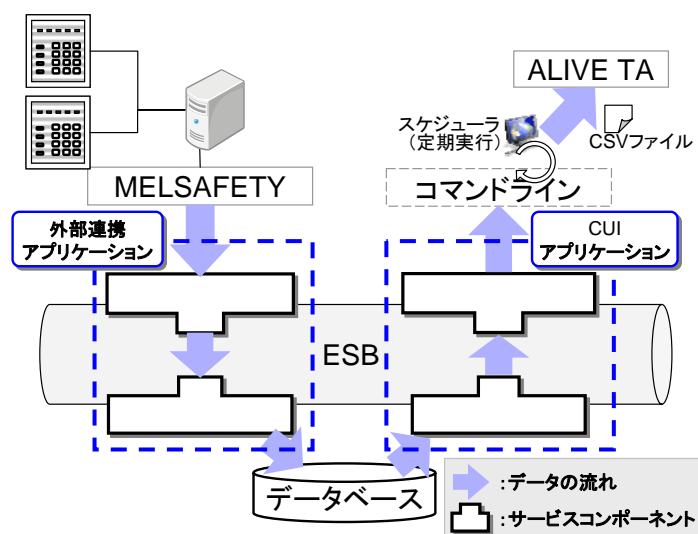 ALIVE TA
スケジューラ
(定期実行)
CSVファイル
MELSAFETY
コマンドライン
外部連携
アプリケーション
CUI
アプリケーション
ESB
データベース
:データの流れ
:サービスコンポーネント